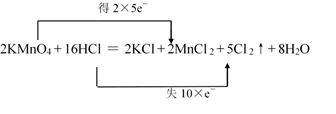 得 2×5e⁻
2KMnO₄+16HCl = 2KCl+2MnCl₂+5Cl₂↑+8H₂O
失 10×e⁻